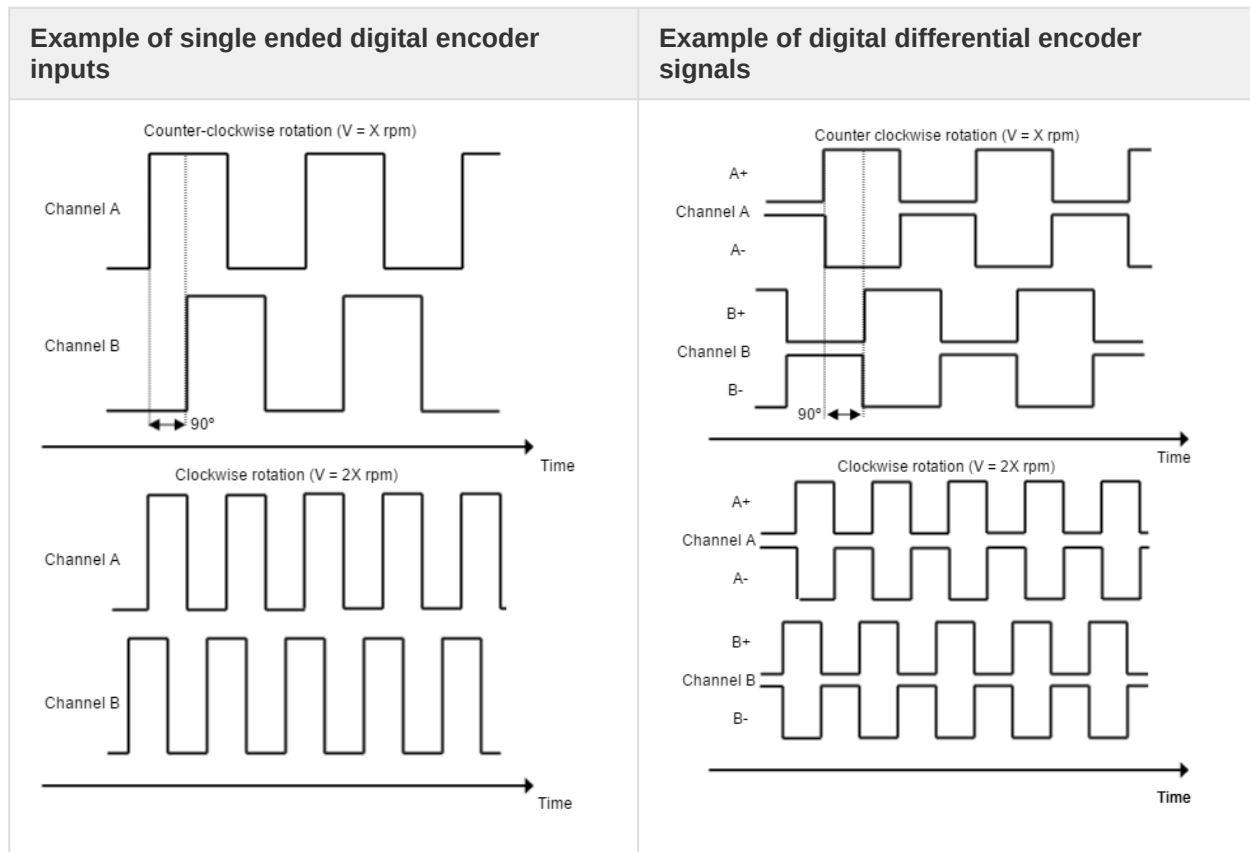 Example of single ended digital encoder
inputs
Example of digital differential encoder
signals
Counter-clockwise rotation (V = X rpm)
Channel A
Channel B
90º
Time
Clockwise rotation (V = 2X rpm)
Channel A
Channel B
Time
Counter clockwise rotation (V = X rpm)
A+
Channel A
A-
B+
Channel B
B-
90º
Time
Clockwise rotation (V = 2X rpm)
A+
Channel A
A-
B+
Channel B
B-
Time